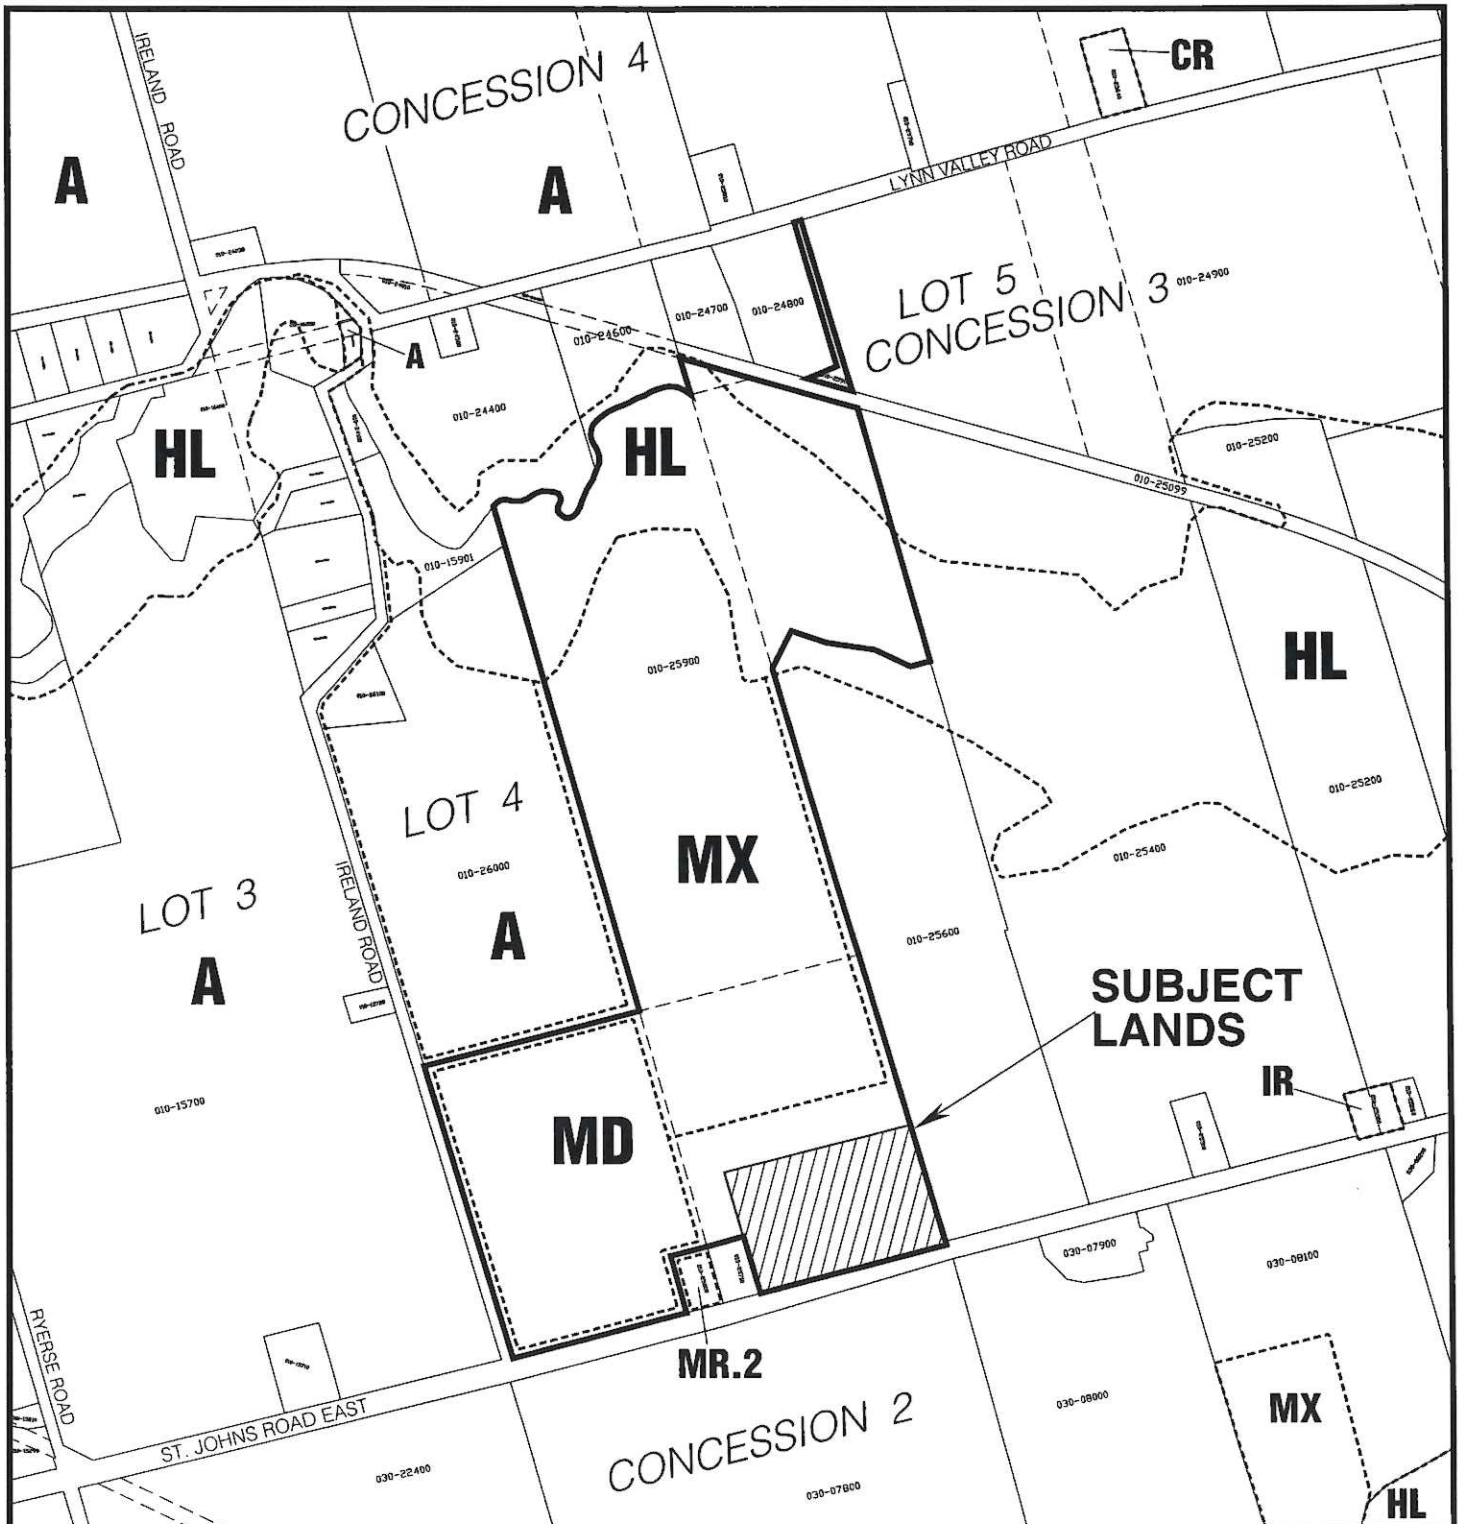 IRELAND ROAD
CONCESSION 4
CR
A
A
LYNN VALLEY ROAD
LOT 5
CONCESSION 3
010-24900
010-24700
010-24800
010-24600
A
010-24400
HL
HL
010-25200
010-25099
010-15901
010-25900
HL
010-25200
LOT 4
MX
010-25400
010-26000
LOT 3
IRELAND ROAD
A
010-25600
A
SUBJECT
LANDS
IR
010-15700
MD
030-07900
030-08100
RYERSE ROAD
MR.2
ST. JOHNS ROAD EAST
CONCESSION 2
030-08000
MX
030-22400
030-07800
HL